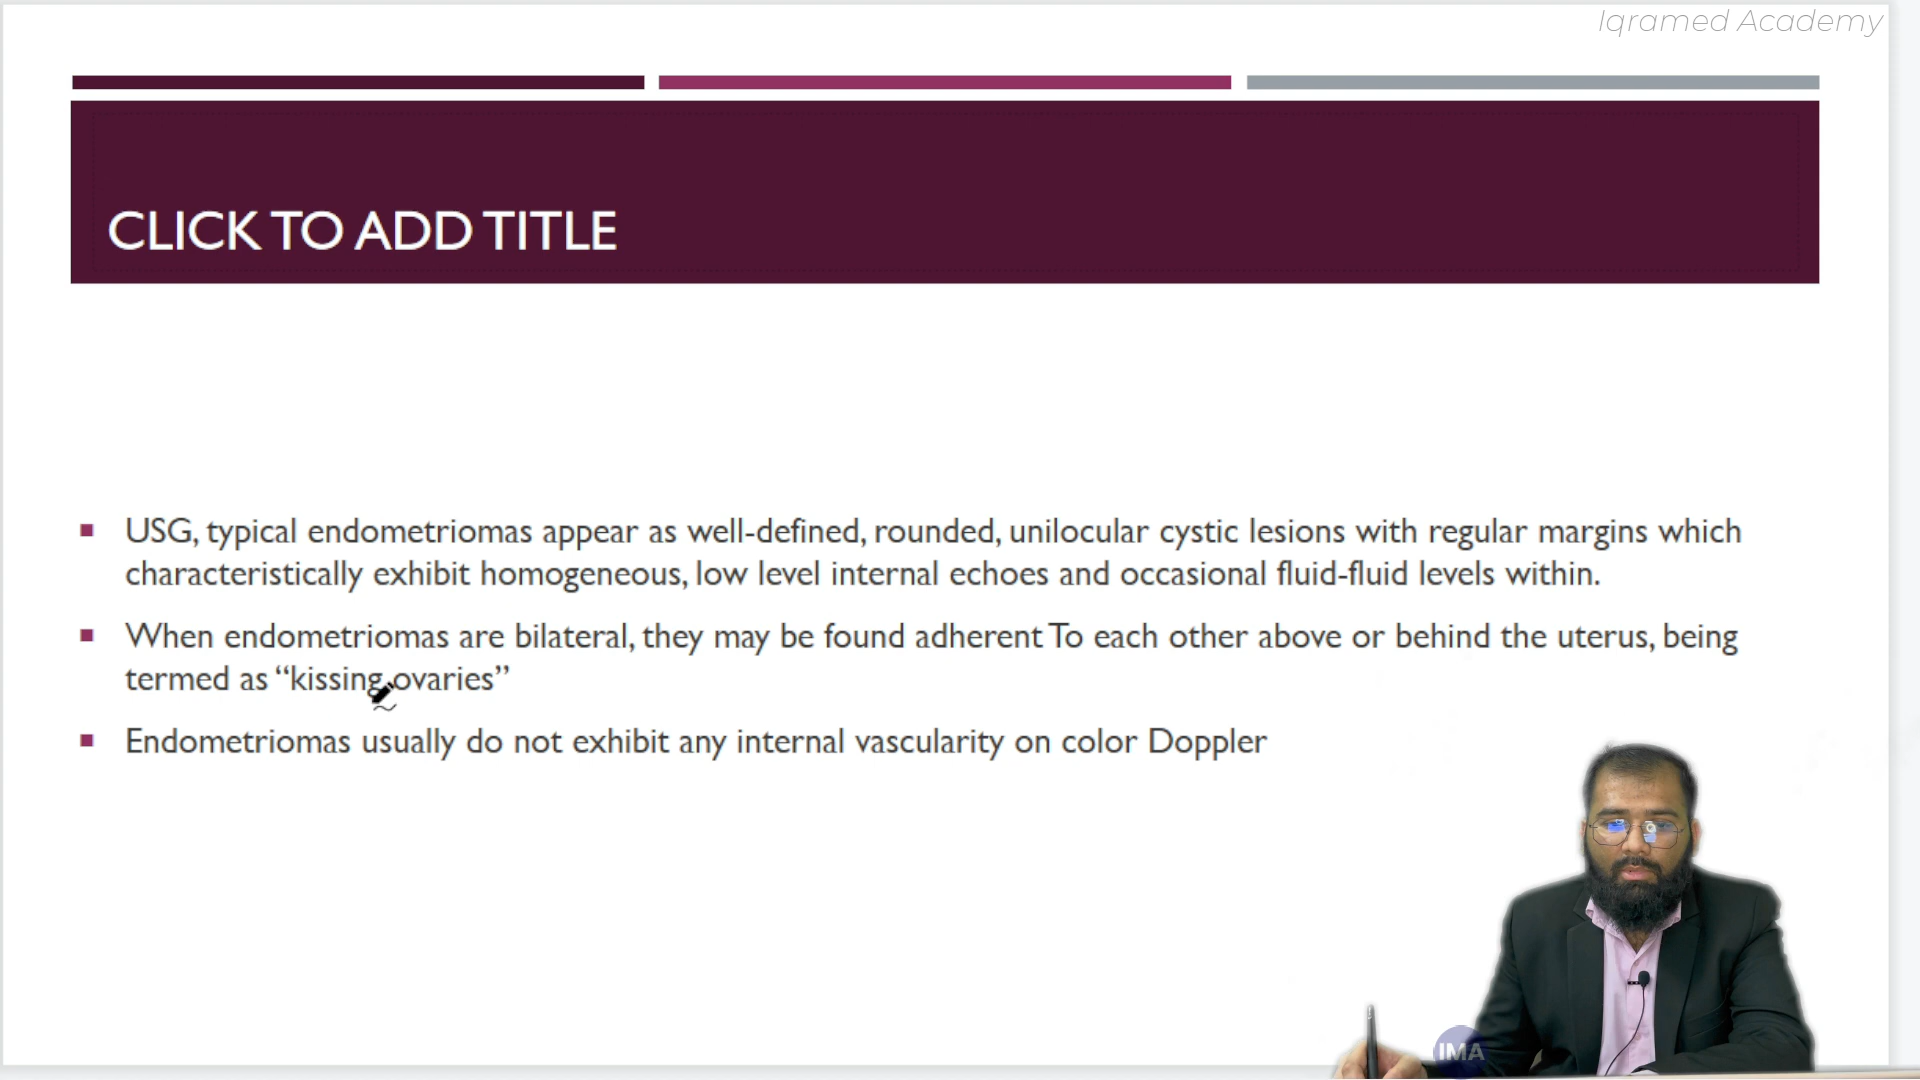 Iqramed Academy
CLICK TO ADD TITLE
USG, typical endometriomas appear as well-defined, rounded, unilocular cystic lesions with regular margins which
characteristically exhibit homogeneous, low level internal echoes and occasional fluid-fluid levels within.
When endometriomas are bilateral, they may be found adherent To each other above or behind the uterus, being
termed as “kissing ovaries”
Endometriomas usually do not exhibit any internal vascularity on color Doppler
IMA